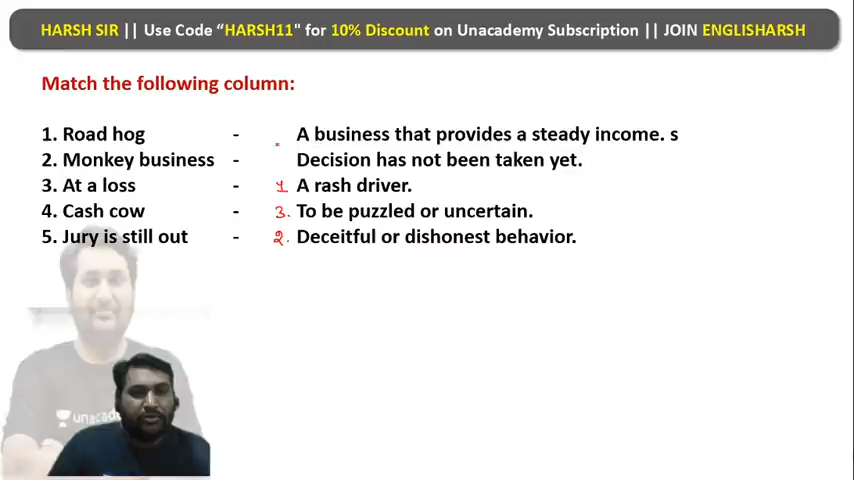 HARSH SIR || Use Code “HARSH11" for 10% Discount on Unacademy Subscription || JOIN ENGLISHARSH
Match the following column:
1. Road hog - . A business that provides a steady income. s
2. Monkey business - Decision has not been taken yet.
3. At a loss - 1. A rash driver.
4. Cash cow - 3. To be puzzled or uncertain.
5. Jury is still out - 2. Deceitful or dishonest behavior.